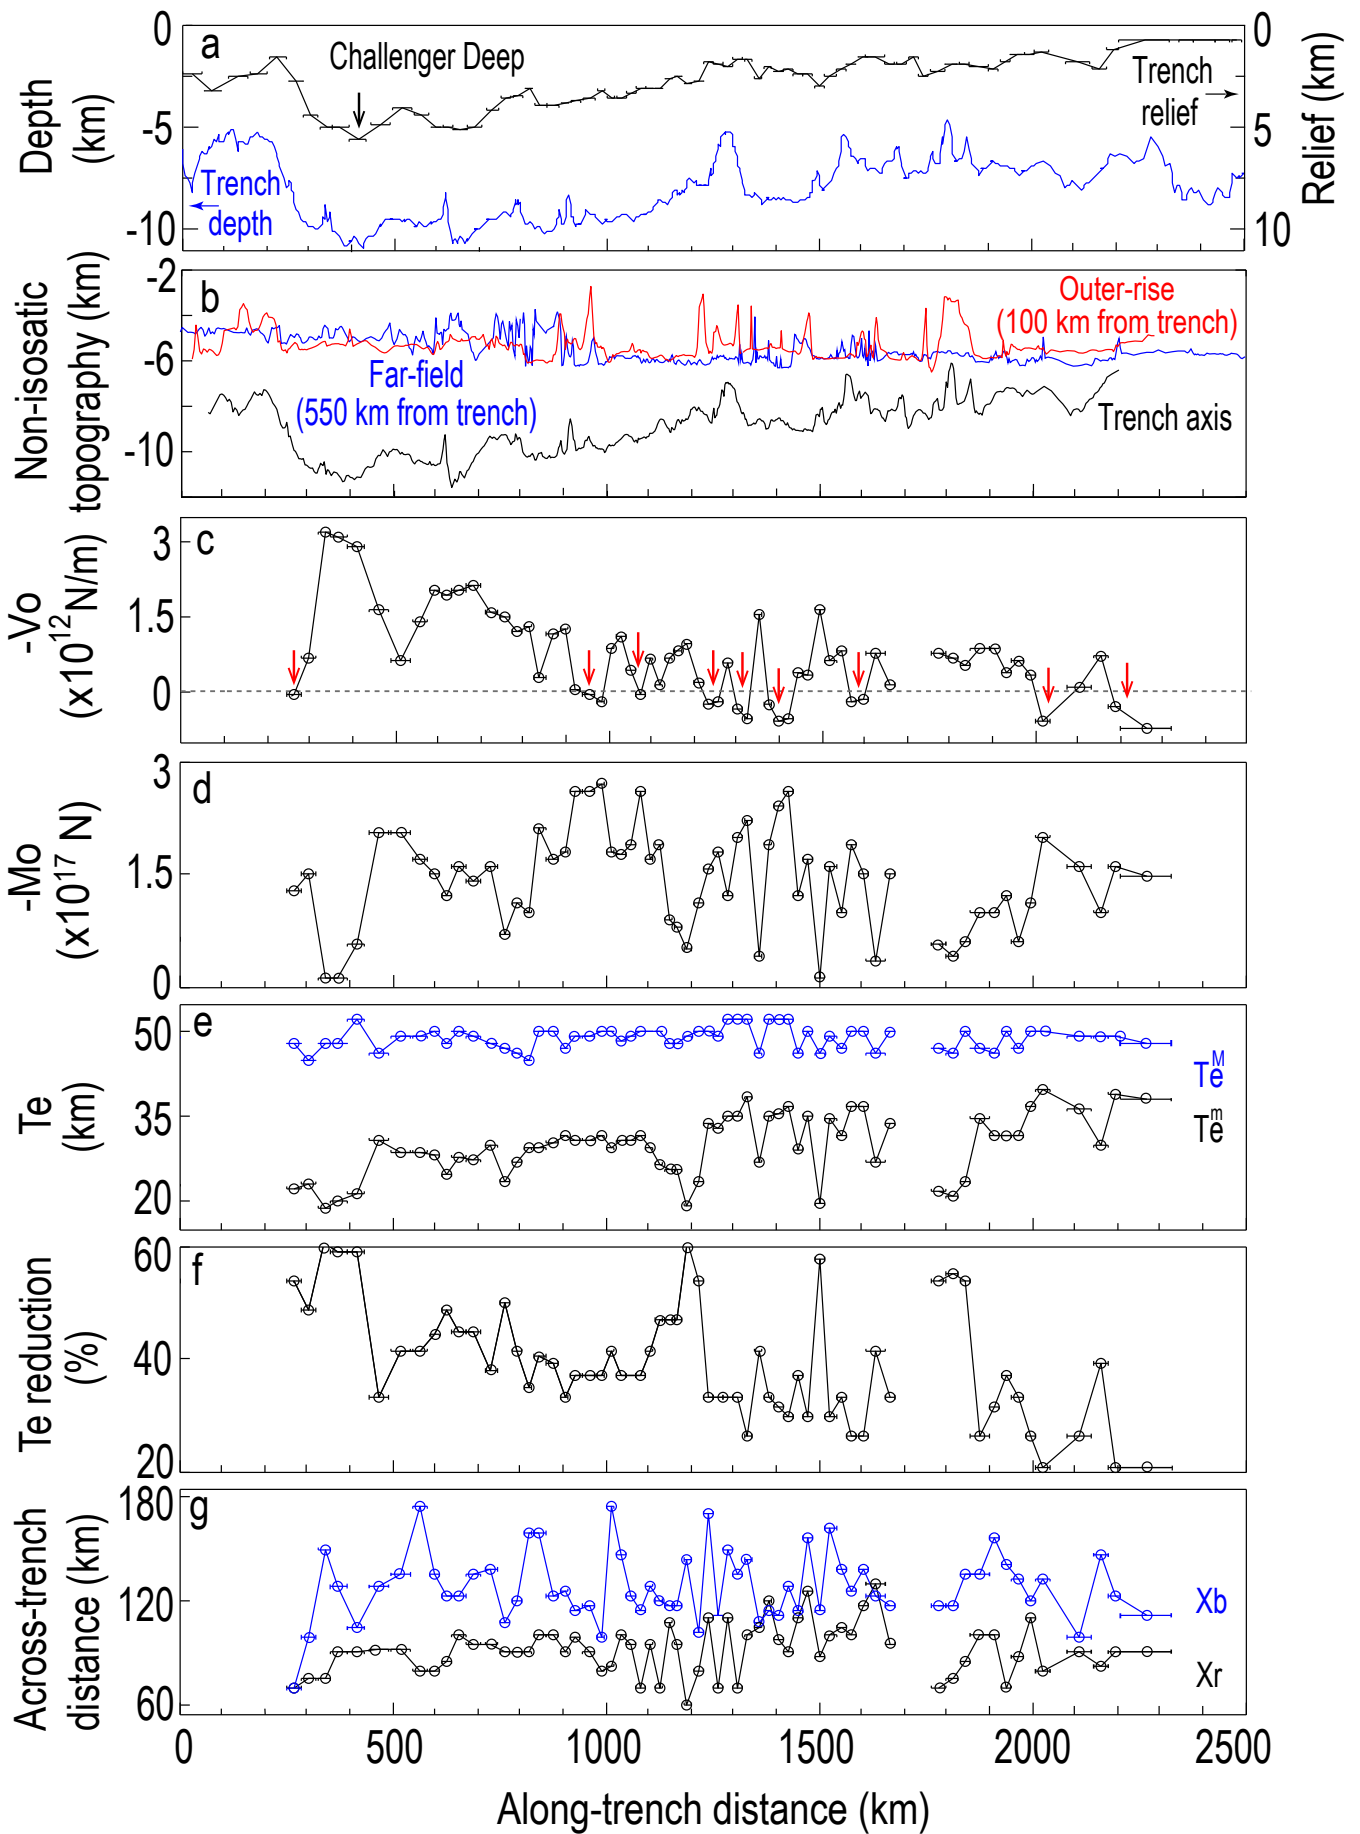 a
Challenger Deep
Trench
relief
Trench
depth
Depth
(km)
Relief (km)
0
-5
-10
0
5
10
b
Outer-rise
(100 km from trench)
Far-field
(550 km from trench)
Trench axis
Non-isosatic
topography (km)
-2
-6
-10
c
-Vo
(x10^12 N/m)
3
1.5
0
d
-Mo
(x10^17 N)
3
1.5
0
e
Te
(km)
50
35
20
Te^M
Te^m
f
Te reduction
(%)
60
40
20
g
Across-trench
distance (km)
180
120
60
Xb
Xr
0 500 1000 1500 2000 2500
Along-trench distance (km)